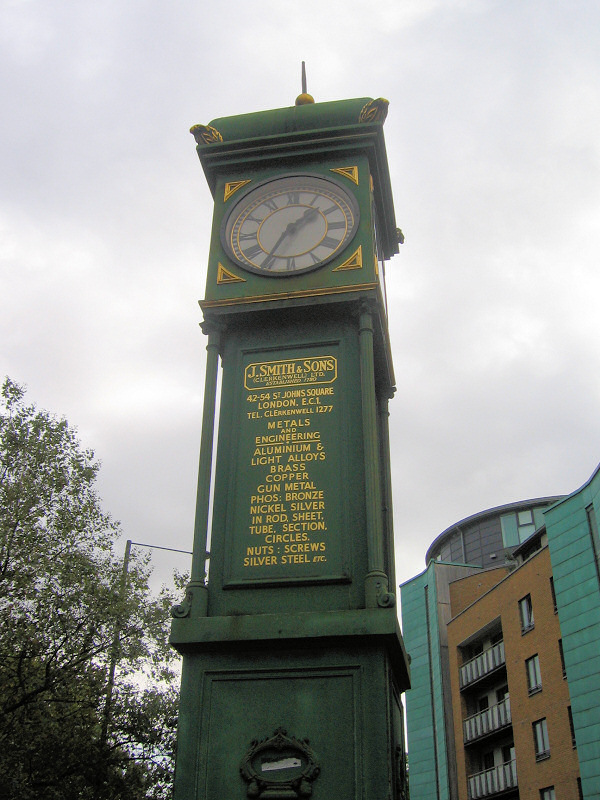 J. SMITH & SONS
(CLERKENWELL) LTD.
ESTABLISHED 1780
42-54 ST JOHNS SQUARE
LONDON, E.C.1.
TEL. CLERKENWELL 1277
METALS
AND
ENGINEERING
ALUMINIUM &
LIGHT ALLOYS
BRASS
COPPER
GUN METAL
PHOS: BRONZE
NICKEL SILVER
IN ROD, SHEET,
TUBE, SECTION,
CIRCLES.
NUTS: SCREWS
SILVER STEEL ETC.